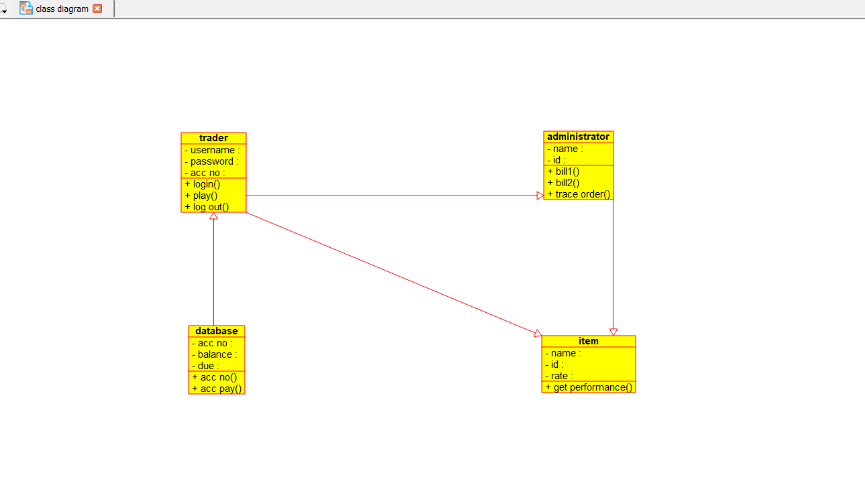 class diagram
trader
- username :
- password :
- acc no :
+ login()
+ play()
+ log out()
administrator
- name :
- id :
+ bill1()
+ bill2()
+ trace order()
database
- acc no :
- balance :
- due :
+ acc no()
+ acc pay()
item
- name :
- id :
- rate :
+ get performance()